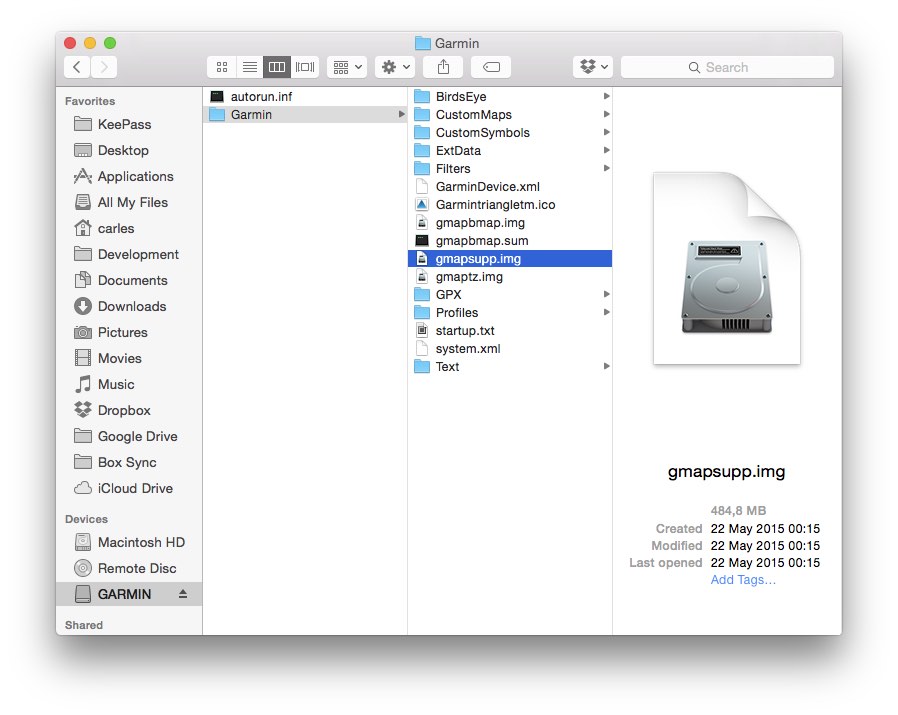 Garmin
Search
Favorites
KeePass
Desktop
Applications
All My Files
carles
Development
Documents
Downloads
Pictures
Movies
Music
Dropbox
Google Drive
Box Sync
iCloud Drive
Devices
Macintosh HD
Remote Disc
GARMIN
Shared
autorun.inf
Garmin
BirdsEye
CustomMaps
CustomSymbols
ExtData
Filters
GarminDevice.xml
Garmintriangletm.ico
gmapbmap.img
gmapbmap.sum
gmapsupp.img
gmaptz.img
GPX
Profiles
startup.txt
system.xml
Text
gmapsupp.img
484,8 MB
Created 22 May 2015 00:15
Modified 22 May 2015 00:15
Last opened 22 May 2015 00:15
Add Tags...